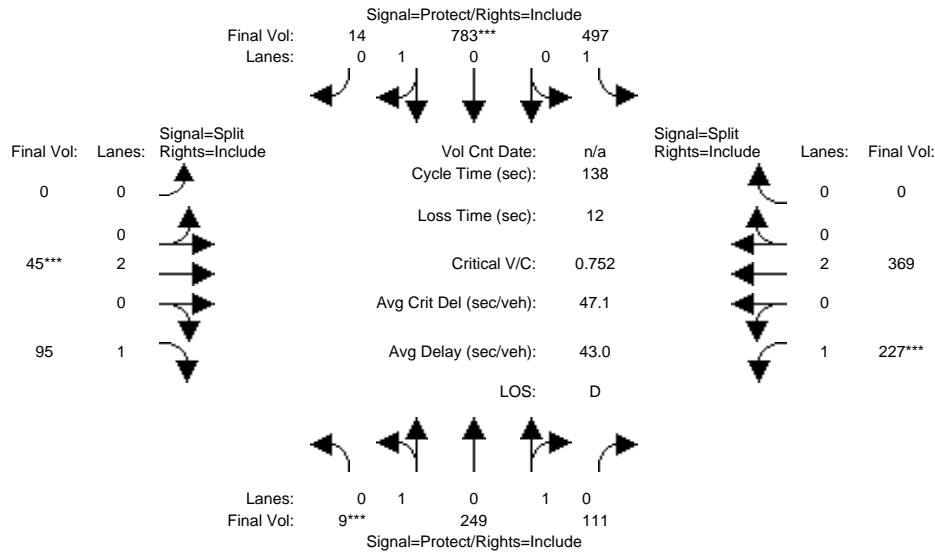 Signal=Protect/Rights=Include
Final Vol: 14 783*** 497
Lanes: 0 1 0 0 1
Signal=Split
Final Vol: Lanes: Rights=Include
Vol Cnt Date: n/a
Signal=Split
Rights=Include Lanes: Final Vol:
Cycle Time (sec): 138
0 0
0 0
Loss Time (sec): 12
0
0
45*** 2
Critical V/C: 0.752
2 369
0
Avg Crit Del (sec/veh): 47.1
0
95 1
Avg Delay (sec/veh): 43.0
1 227***
LOS: D
Lanes: 0 1 0 1 0
Final Vol: 9*** 249 111
Signal=Protect/Rights=Include